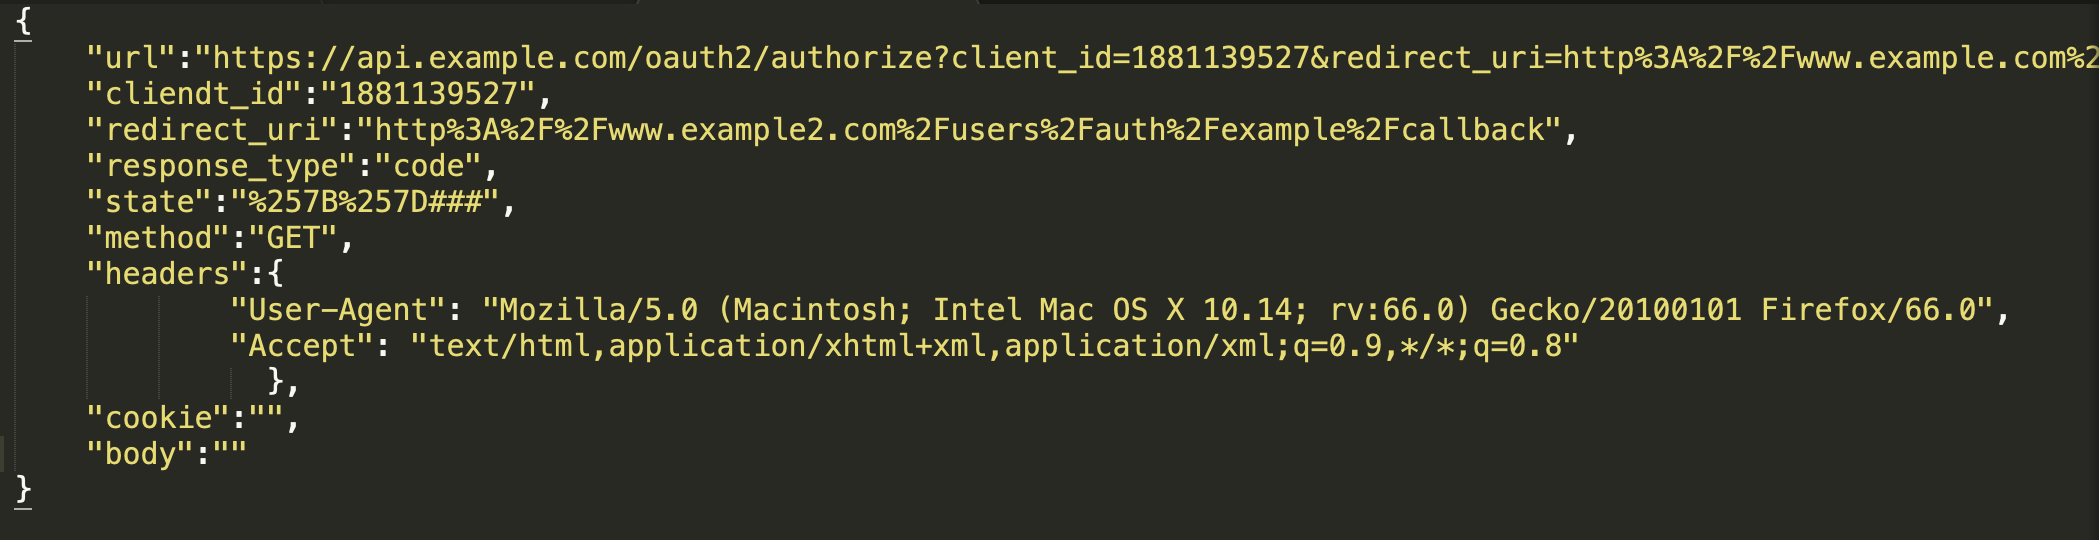 {
"url":"https://api.example.com/oauth2/authorize?client_id=1881139527&redirect_uri=http%3A%2F%2Fwww.example.com%2
"cliendt_id":"1881139527",
"redirect_uri":"http%3A%2F%2Fwww.example2.com%2Fusers%2Fauth%2Fexample%2Fcallback",
"response_type":"code",
"state":"%257B%257D###",
"method":"GET",
"headers":{
"User-Agent": "Mozilla/5.0 (Macintosh; Intel Mac OS X 10.14; rv:66.0) Gecko/20100101 Firefox/66.0",
"Accept": "text/html,application/xhtml+xml,application/xml;q=0.9,*/*;q=0.8"
},
"cookie":"",
"body":""
}